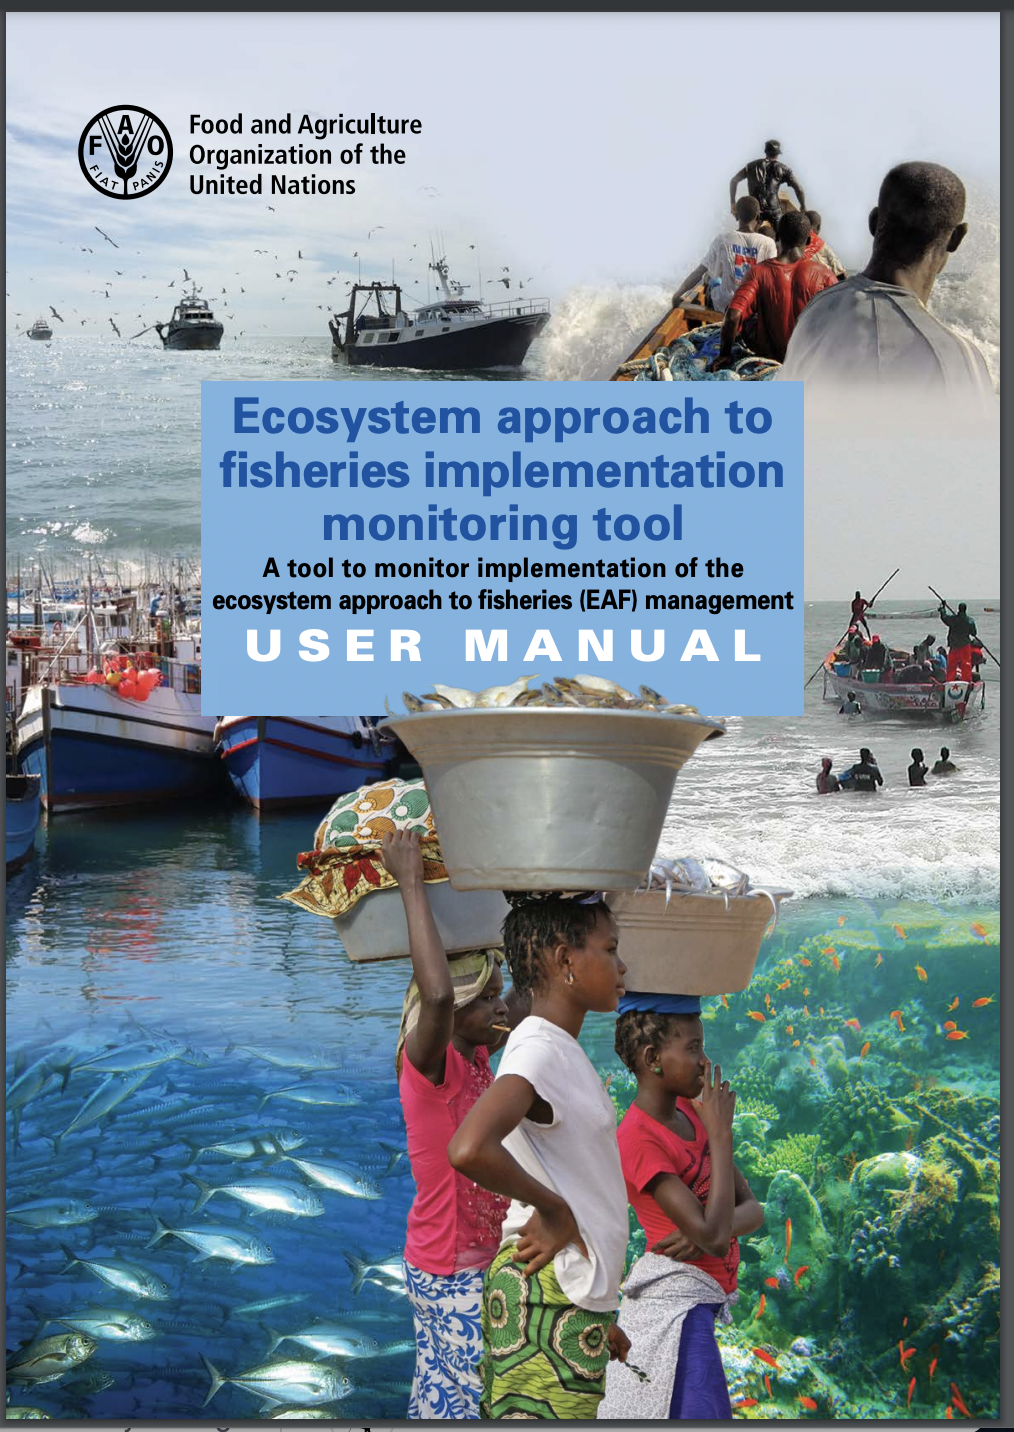 FAO
FIAT PANIS
Food and Agriculture
Organization of the
United Nations
Ecosystem approach to
fisheries implementation
monitoring tool
A tool to monitor implementation of the
ecosystem approach to fisheries (EAF) management
USER MANUAL